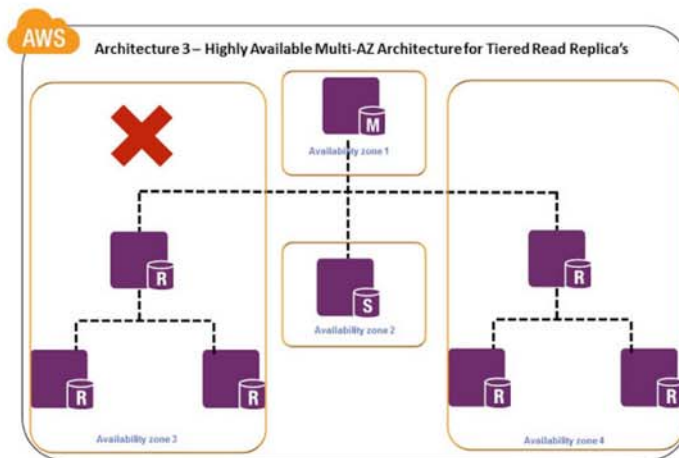 AWS
Architecture 3 – Highly Available Multi-AZ Architecture for Tiered Read Replica's
M
Availability zone 1
R
S
R
Availability zone 2
R
R
R
R
Availability zone 3
Availability zone 4